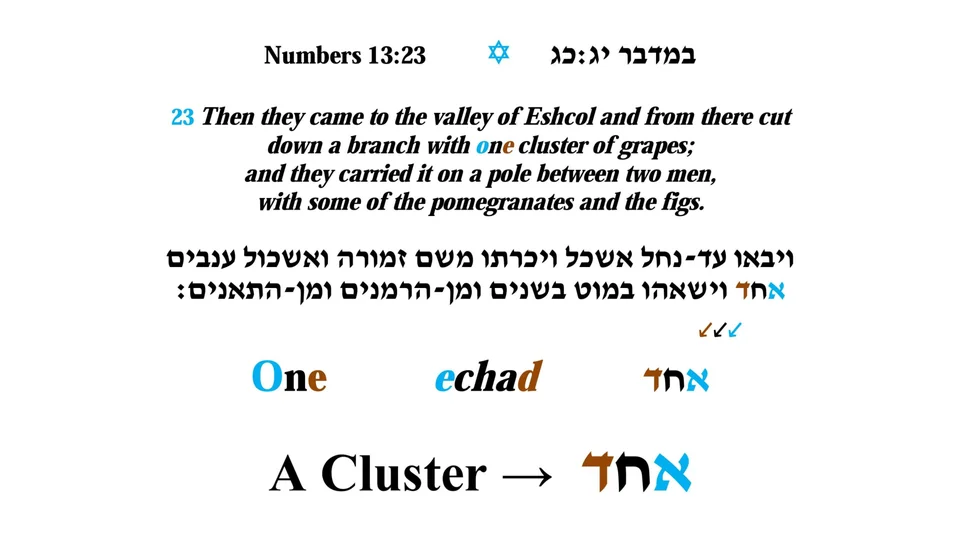 Numbers 13:23 ✡ במדבר יג:כג
23 Then they came to the valley of Eshcol and from there cut
down a branch with one cluster of grapes;
and they carried it on a pole between two men,
with some of the pomegranates and the figs.
ויבאו עד-נחל אשכל ויכרתו משם זמורה ואשכול ענבים
אחד וישאהו במוט בשנים ומן-הרמנים ומן-התאנים:
↙↙↙
One echad אחד
A Cluster → אחד